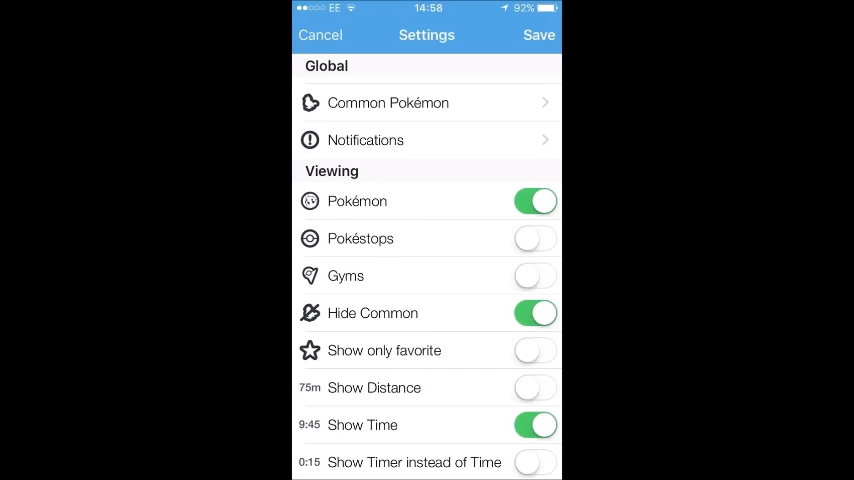 EE 14:58 92%
Cancel Settings Save
Global
Common Pokémon
Notifications
Viewing
Pokémon
Pokéstops
Gyms
Hide Common
Show only favorite
75m Show Distance
9:45 Show Time
0:15 Show Timer instead of Time